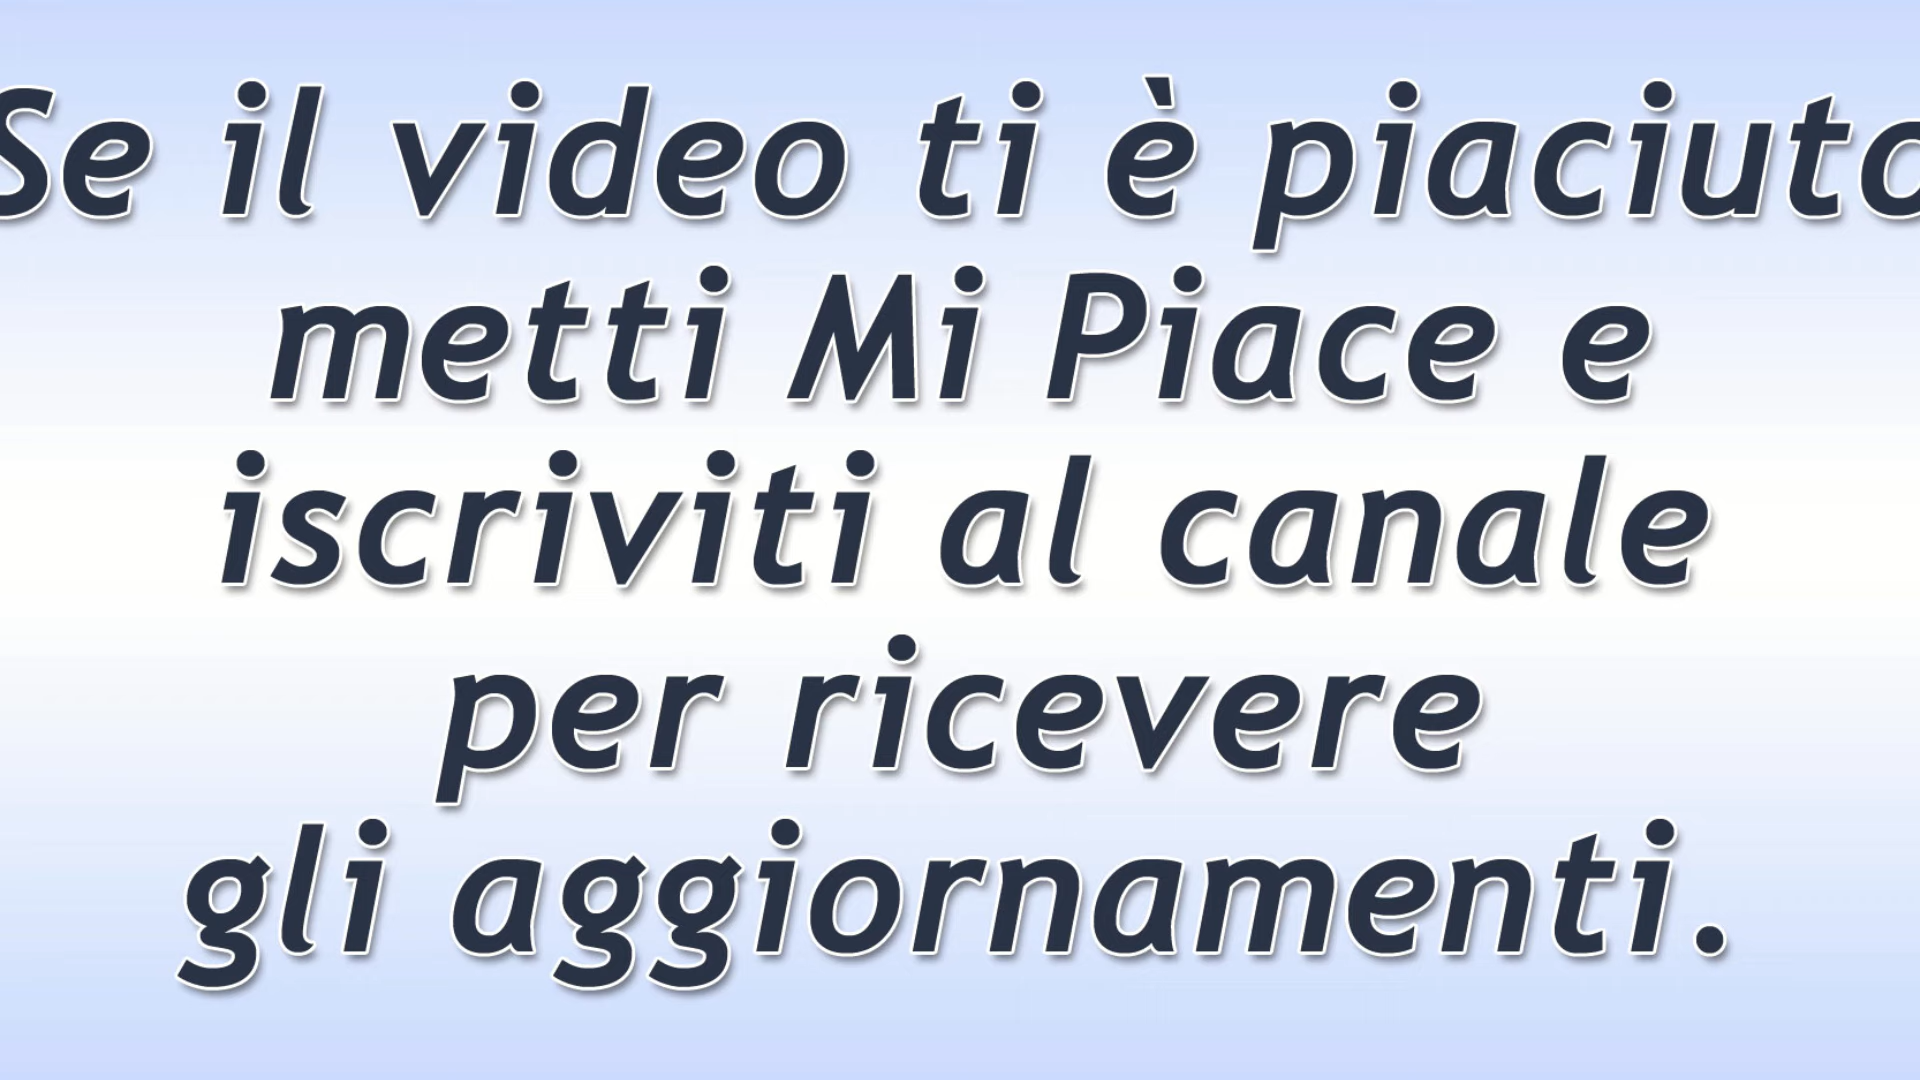 Se il video ti è piaciuto
metti Mi Piace e
iscriviti al canale
per ricevere
gli aggiornamenti.